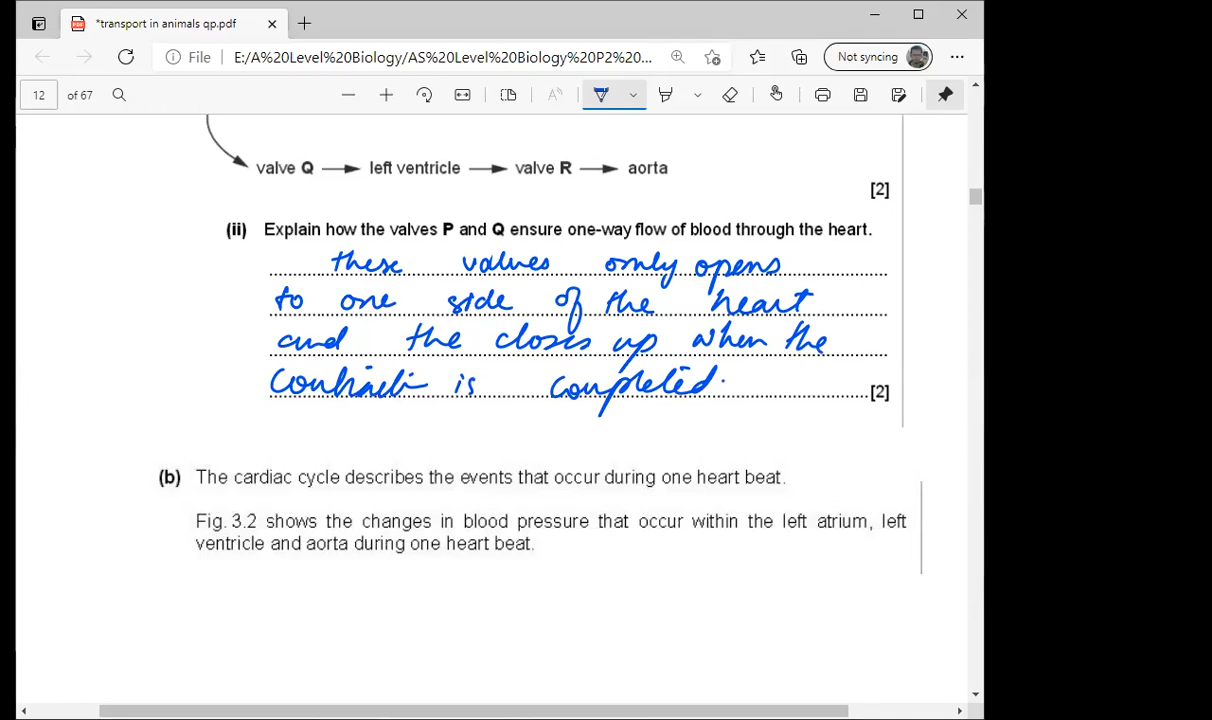 *transport in animals qp.pdf
File E:/A%20Level%20Biology/AS%20Level%20Biology%20P2%20... Not syncing
12 of 67
valve Q → left ventricle → valve R → aorta
[2]
(ii) Explain how the valves P and Q ensure one-way flow of blood through the heart.
these valves only opens
to one side of the heart
and the closes up when the
is completed. [2]
(b) The cardiac cycle describes the events that occur during one heart beat.
Fig. 3.2 shows the changes in blood pressure that occur within the left atrium, left
ventricle and aorta during one heart beat.